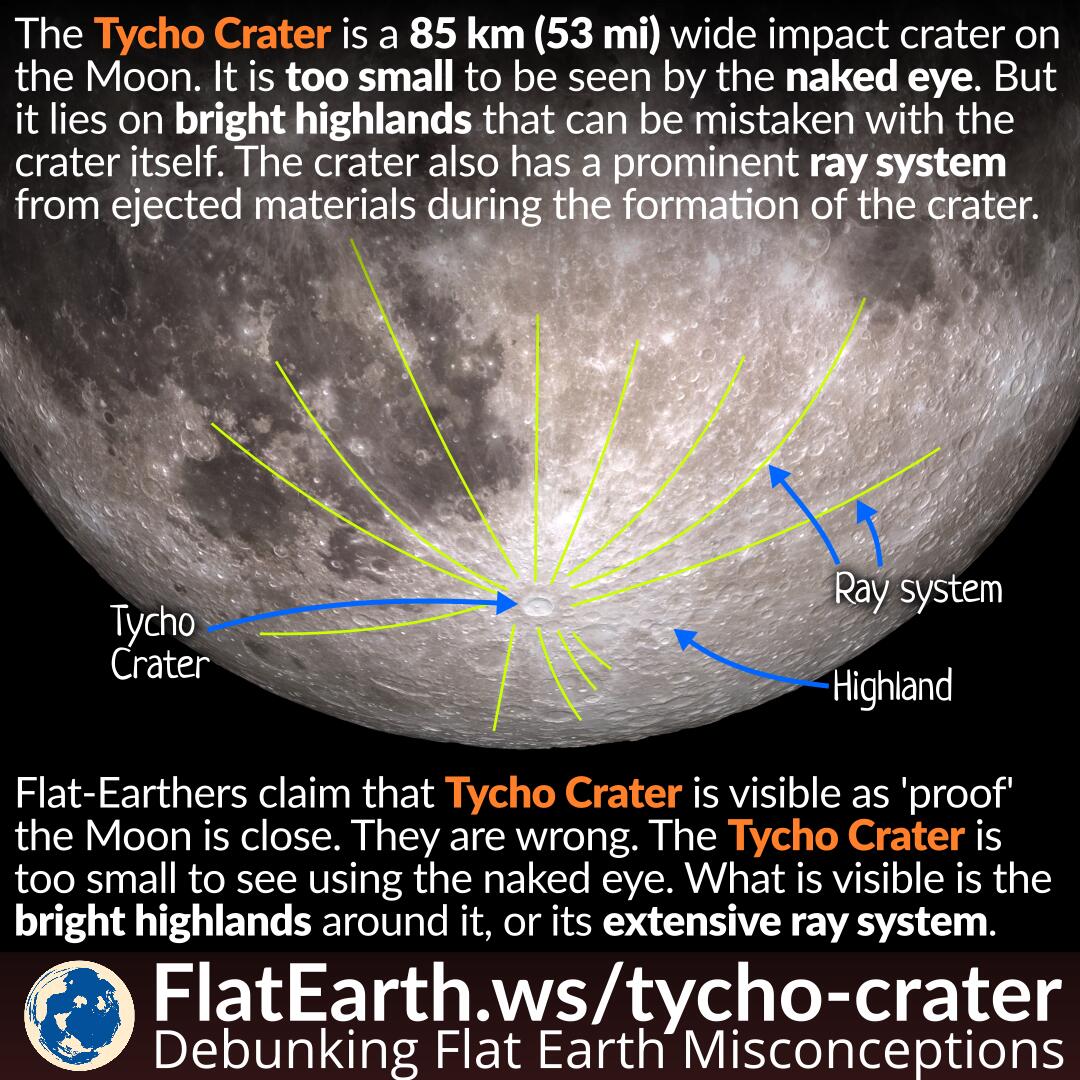 The Tycho Crater is a 85 km (53 mi) wide impact crater on
the Moon. It is too small to be seen by the naked eye. But
it lies on bright highlands that can be mistaken with the
crater itself. The crater also has a prominent ray system
from ejected materials during the formation of the crater.
Ray system
Tycho
Crater
Highland
Flat-Earthers claim that Tycho Crater is visible as 'proof'
the Moon is close. They are wrong. The Tycho Crater is
too small to see using the naked eye. What is visible is the
bright highlands around it, or its extensive ray system.
FlatEarth.ws/tycho-crater
Debunking Flat Earth Misconceptions